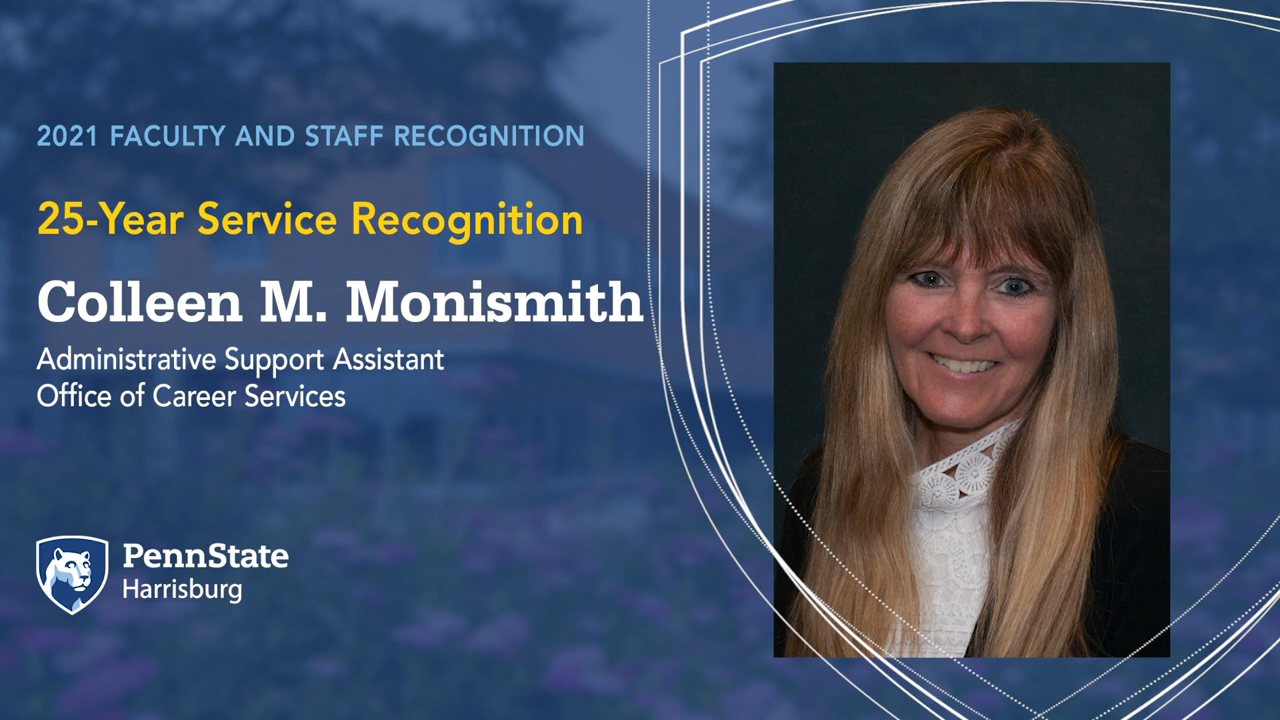 2021 FACULTY AND STAFF RECOGNITION
25-Year Service Recognition
Colleen M. Monismith
Administrative Support Assistant
Office of Career Services
PennState
Harrisburg